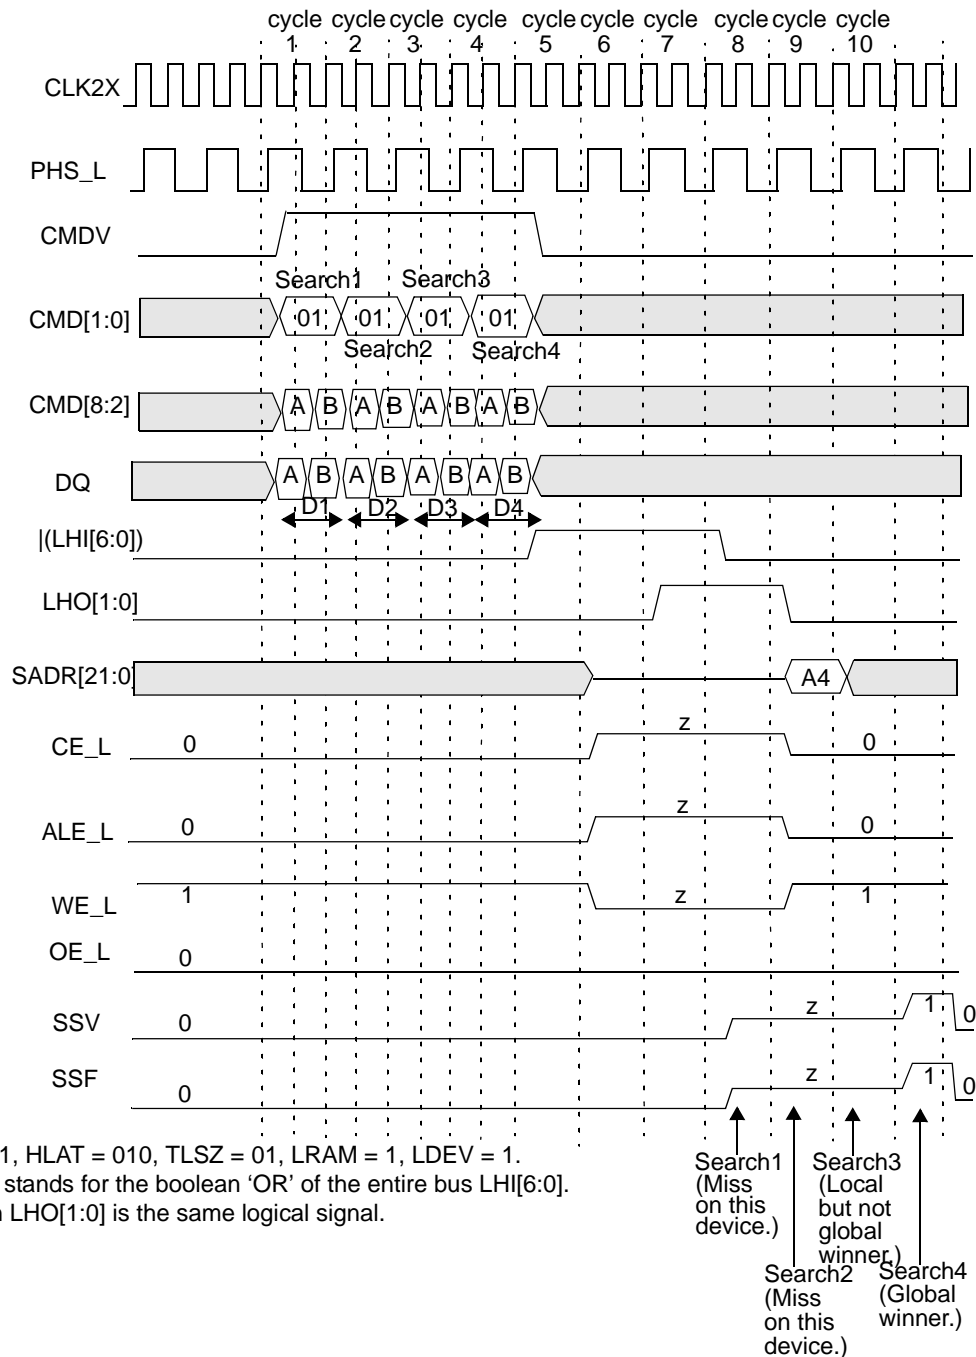 cycle cycle cycle cycle cycle cycle cycle cycle cycle cycle
1 2 3 4 5 6 7 8 9 10
CLK2X
PHS_L
CMDV
Search1 Search3
CMD[1:0] 01 01 01 01
Search2 Search4
CMD[8:2] A B A B A B A B
DQ A B A B A B A B
D1 D2 D3 D4
|(LHI[6:0])
LHO[1:0]
SADR[21:0] A4
CE_L 0 z 0
ALE_L 0 z 0
WE_L 1 z 1
OE_L 0
SSV 0 z 1 0
SSF 0 z 1 0
1, HLAT = 010, TLSZ = 01, LRAM = 1, LDEV = 1.
stands for the boolean ‘OR’ of the entire bus LHI[6:0].
LHO[1:0] is the same logical signal.
Search1
(Miss
on this
device.)
Search3
(Local
but not
global
winner.)
Search2
(Miss
on this
device.)
Search4
(Global
winner.)